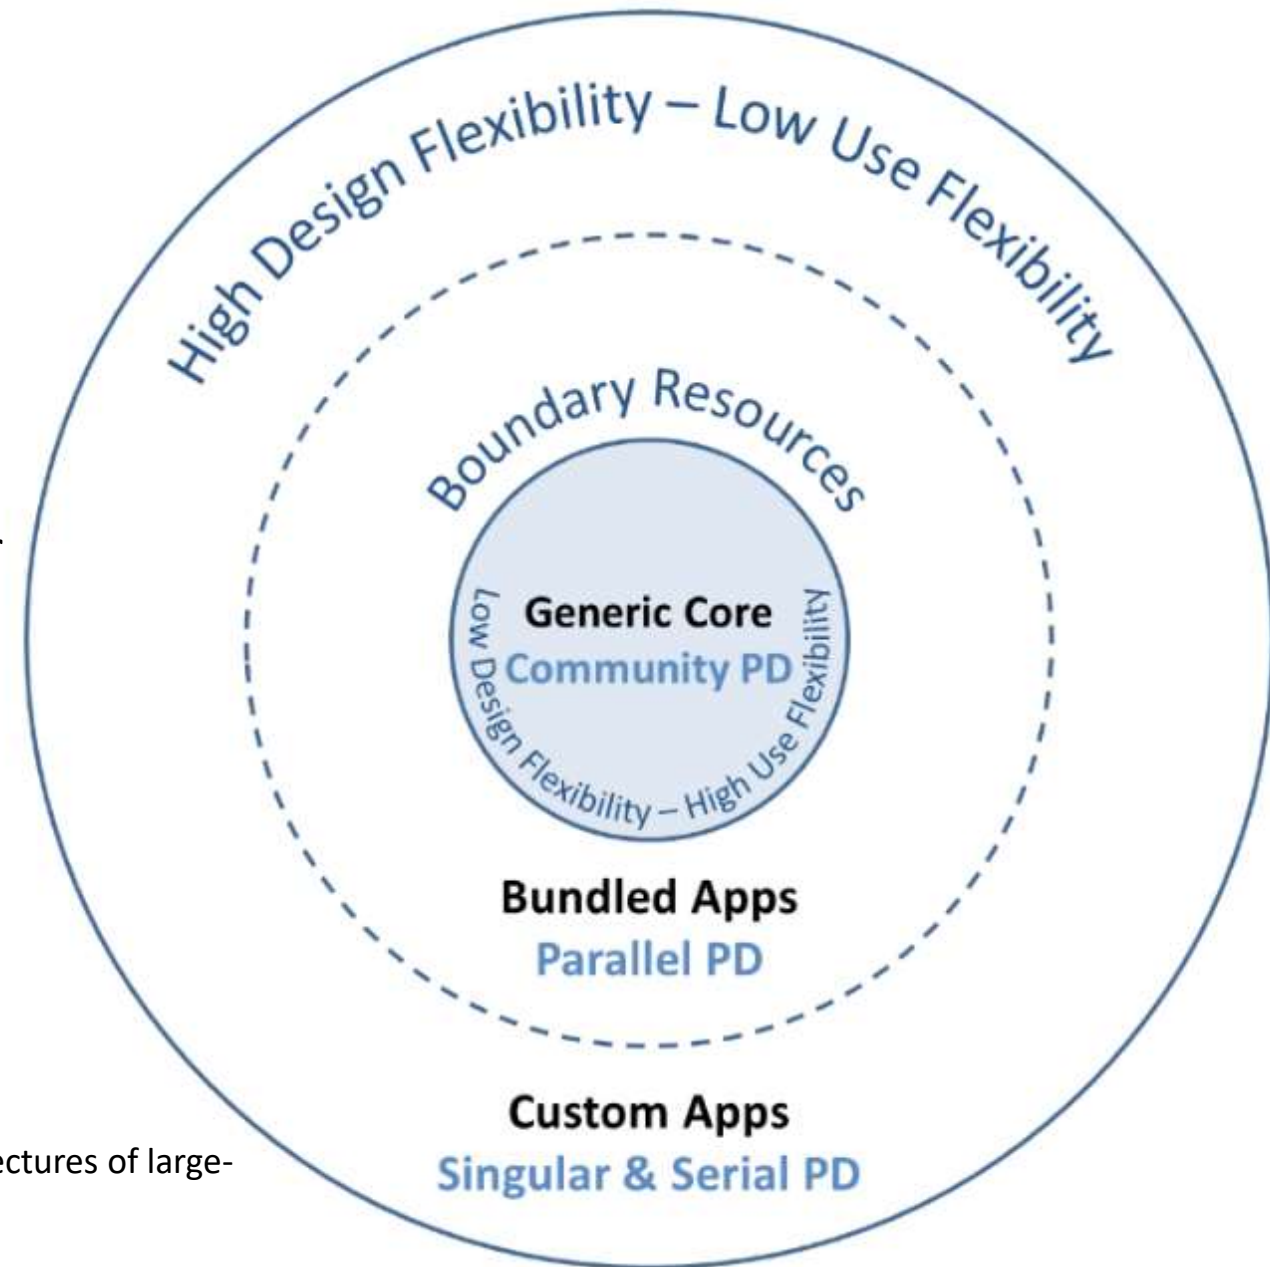 High Design Flexibility – Low Use Flexibility
Boundary Resources
Generic Core
Community PD
Low Design Flexibility – High Use Flexibility
Bundled Apps
Parallel PD
Custom Apps
ectures of large-
Singular & Serial PD